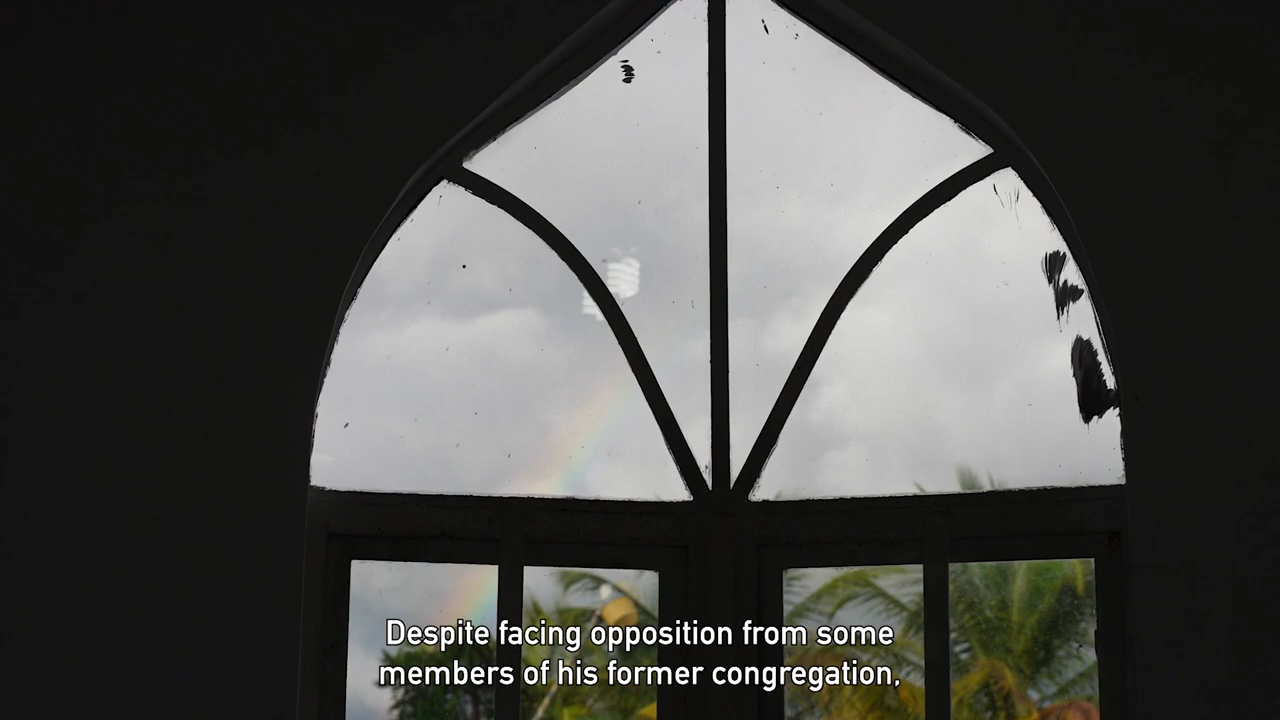 Despite facing opposition from some
members of his former congregation,